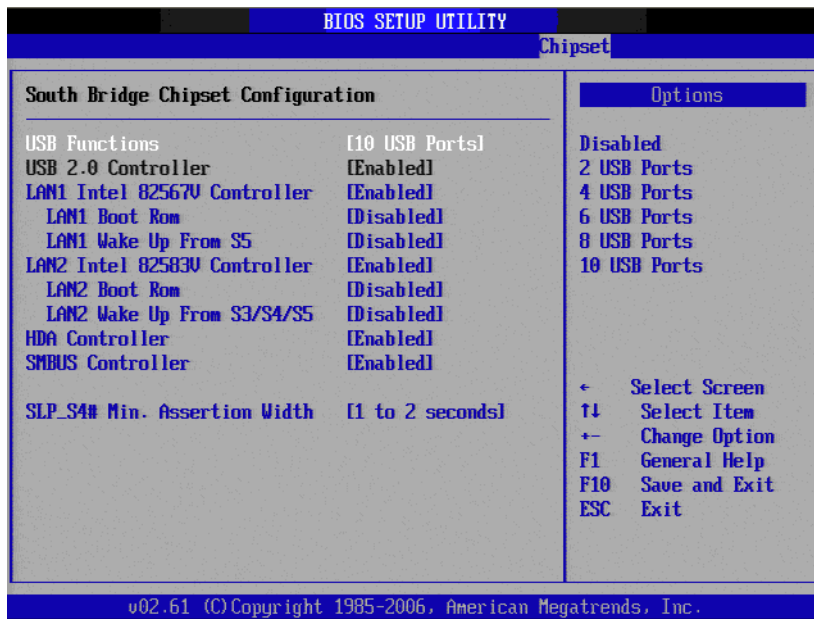 BIOS SETUP UTILITY
Chipset
South Bridge Chipset Configuration
USB Functions [10 USB Ports]
USB 2.0 Controller [Enabled]
LAN1 Intel 82567V Controller [Enabled]
LAN1 Boot Rom [Disabled]
LAN1 Wake Up From S5 [Disabled]
LAN2 Intel 82583V Controller [Enabled]
LAN2 Boot Rom [Disabled]
LAN2 Wake Up From S3/S4/S5 [Disabled]
HDA Controller [Enabled]
SMBUS Controller [Enabled]
SLP_S4# Min. Assertion Width [1 to 2 seconds]
Options
Disabled
2 USB Ports
4 USB Ports
6 USB Ports
8 USB Ports
10 USB Ports
← Select Screen
↑↓ Select Item
+- Change Option
F1 General Help
F10 Save and Exit
ESC Exit
v02.61 (C)Copyright 1985-2006, American Megatrends, Inc.